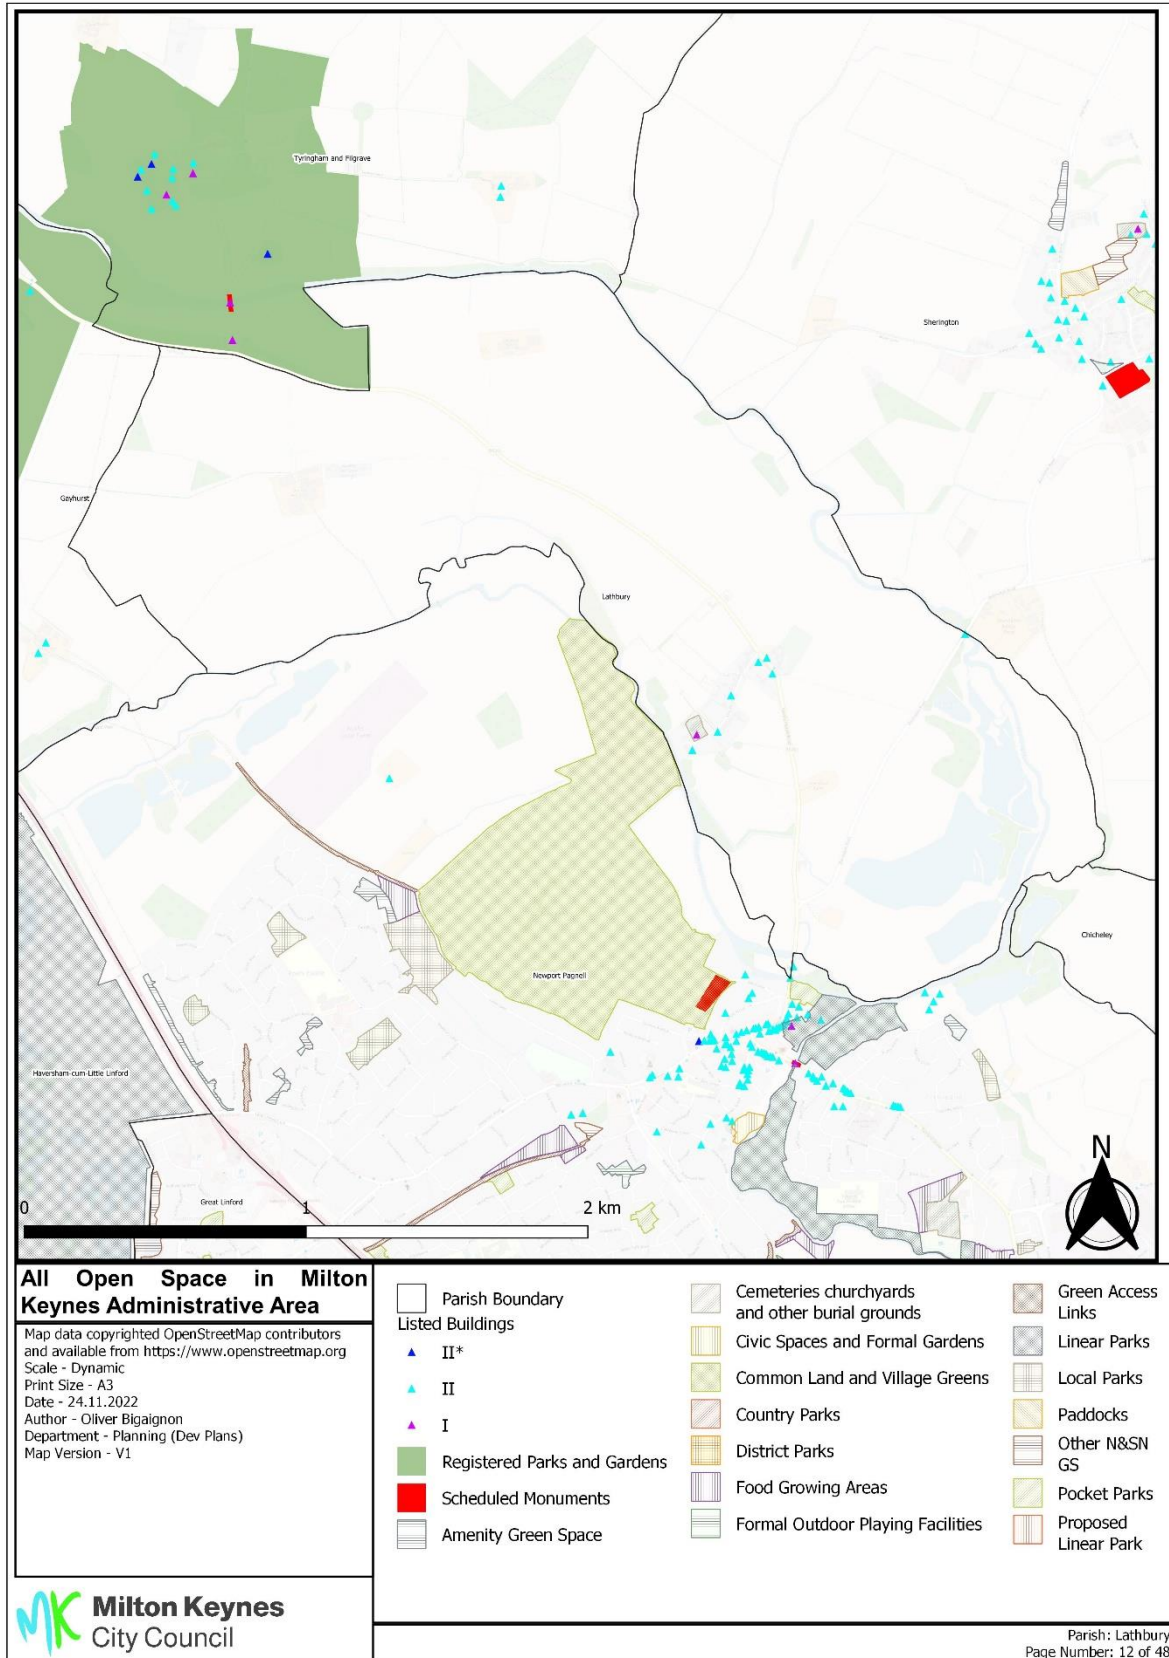 Tyringham and Filgrave
Sherington
Gayhurst
Lathbury
Chicheley
Newport Pagnell
Haversham-cum-Little Linford
Great Linford
N
0
1
2 km
All Open Space in Milton
Keynes Administrative Area
Map data copyrighted OpenStreetMap contributors
and available from https://www.openstreetmap.org
Scale - Dynamic
Print Size - A3
Date - 24.11.2022
Author - Oliver Bigaignon
Department - Planning (Dev Plans)
Map Version - V1
MK Milton Keynes
City Council
Parish Boundary
Listed Buildings
II*
II
I
Registered Parks and Gardens
Scheduled Monuments
Amenity Green Space
Cemeteries churchyards
and other burial grounds
Civic Spaces and Formal Gardens
Common Land and Village Greens
Country Parks
District Parks
Food Growing Areas
Formal Outdoor Playing Facilities
Green Access
Links
Linear Parks
Local Parks
Paddocks
Other N&SN
GS
Pocket Parks
Proposed
Linear Park
Parish: Lathbury
Page Number: 12 of 48